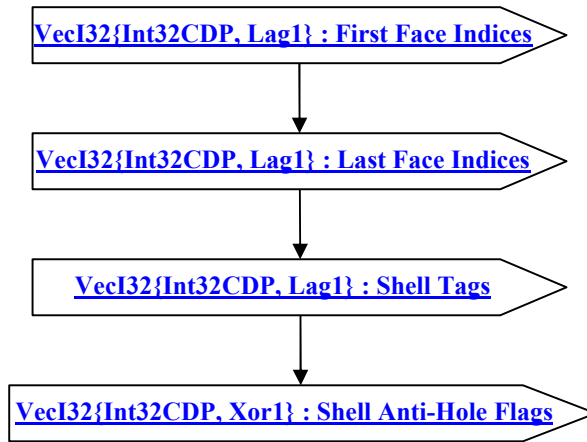 VecI32{Int32CDP, Lag1} : First Face Indices
VecI32{Int32CDP, Lag1} : Last Face Indices
VecI32{Int32CDP, Lag1} : Shell Tags
VecI32{Int32CDP, Xor1} : Shell Anti-Hole Flags